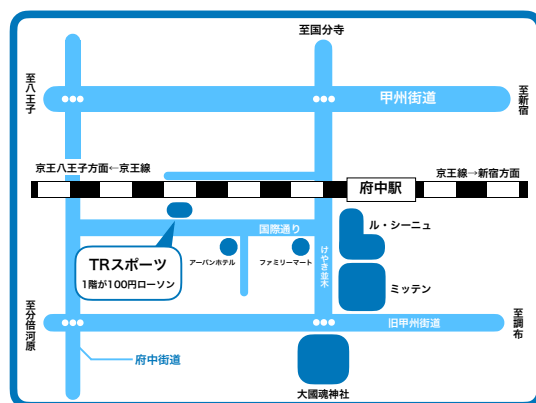 至国分寺
至八王子
甲州街道
至新宿
京王八王子方面←京王線
京王線→新宿方面
府中駅
国際通り
ル・シーニュ
アーバンホテル
ファミリーマート
けやき並木
TRスポーツ
1階が100円ローソン
ミッテン
至分倍河原
旧甲州街道
至調布
府中街道
大國魂神社